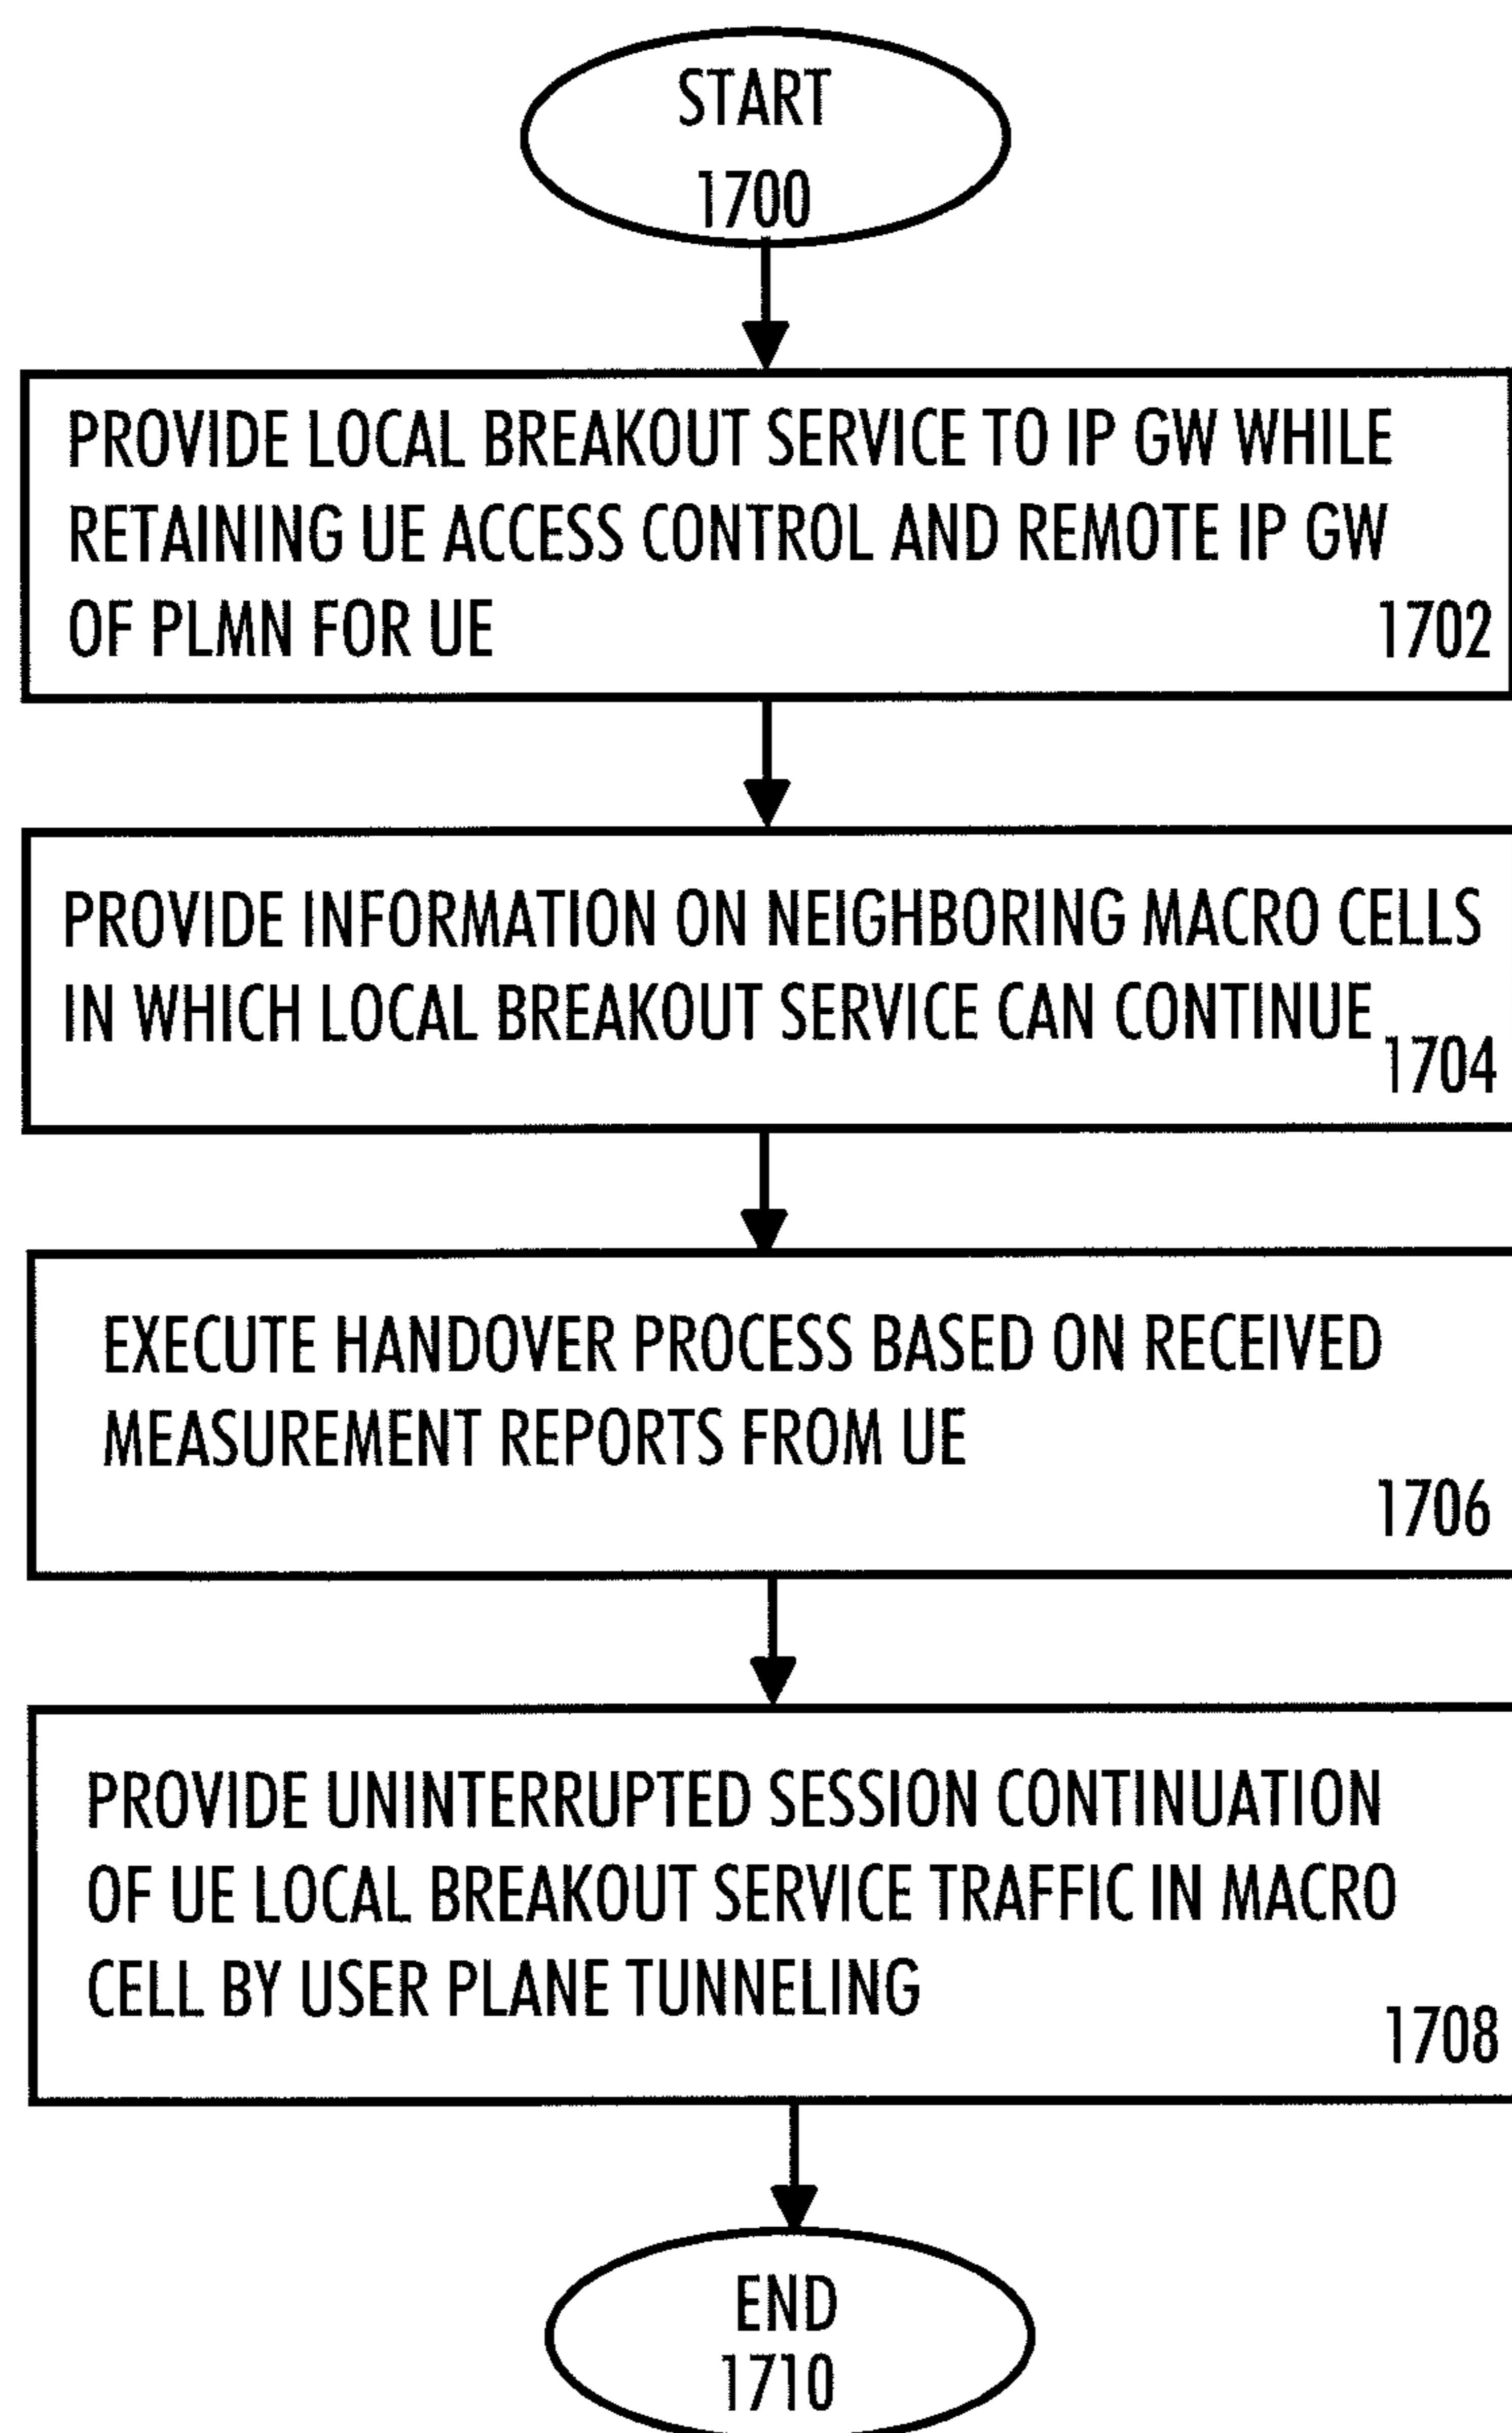 START
1700
PROVIDE LOCAL BREAKOUT SERVICE TO IP GW WHILE
RETAINING UE ACCESS CONTROL AND REMOTE IP GW
OF PLMN FOR UE
1702
PROVIDE INFORMATION ON NEIGHBORING MACRO CELLS
IN WHICH LOCAL BREAKOUT SERVICE CAN CONTINUE
1704
EXECUTE HANDOVER PROCESS BASED ON RECEIVED
MEASUREMENT REPORTS FROM UE
1706
PROVIDE UNINTERRUPTED SESSION CONTINUATION
OF UE LOCAL BREAKOUT SERVICE TRAFFIC IN MACRO
CELL BY USER PLANE TUNNELING
1708
END
1710